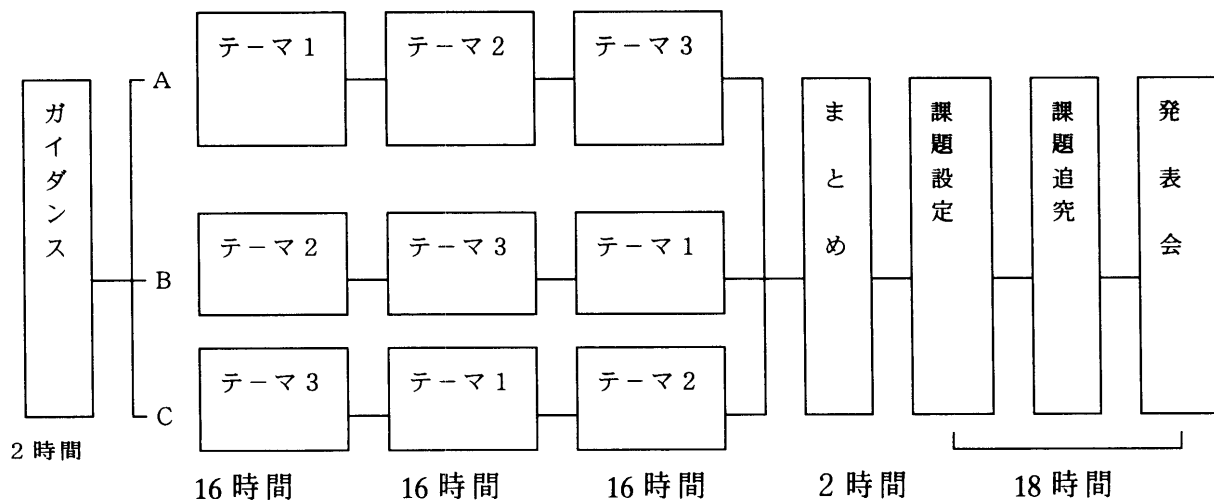 ガイダンス
2時間
A
テーマ1
テーマ2
テーマ3
B
テーマ2
テーマ3
テーマ1
C
テーマ3
テーマ1
テーマ2
16時間
16時間
16時間
まとめ
2時間
課題設定
課題追究
発表会
18時間